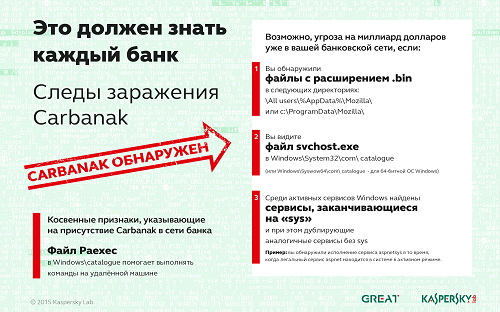 Это должен знать
каждый банк
Следы заражения
Carbanak
CARBANAK ОБНАРУЖЕН
Косвенные признаки, указывающие
на присутствие Carbanak в сети банка
Файл Paexec
в Windows\catalogue помогает выполнять
команды на удалённой машине
© 2015 Kaspersky Lab
Возможно, угроза на миллиард долларов
уже в вашей банковской сети, если:
1
Вы обнаружили
файлы с расширением .bin
в следующих директориях:
\All users\%AppData%\Mozilla\
или c:\ProgramData\Mozilla\
2
Вы видите
файл svchost.exe
в Windows\System32\com\ catalogue
(или Windows\Syswow64\com\ catalogue - для 64-битной ОС Windows)
3
Среди активных сервисов Windows найдены
сервисы, заканчивающиеся
на «sys»
и при этом дублирующие
аналогичные сервисы без sys
Пример: вы обнаружили исполнение сервиса aspnetsys в то время,
когда легальный сервис aspnet находится в системе в активном режиме.
GREAT
KASPERSKY LAB